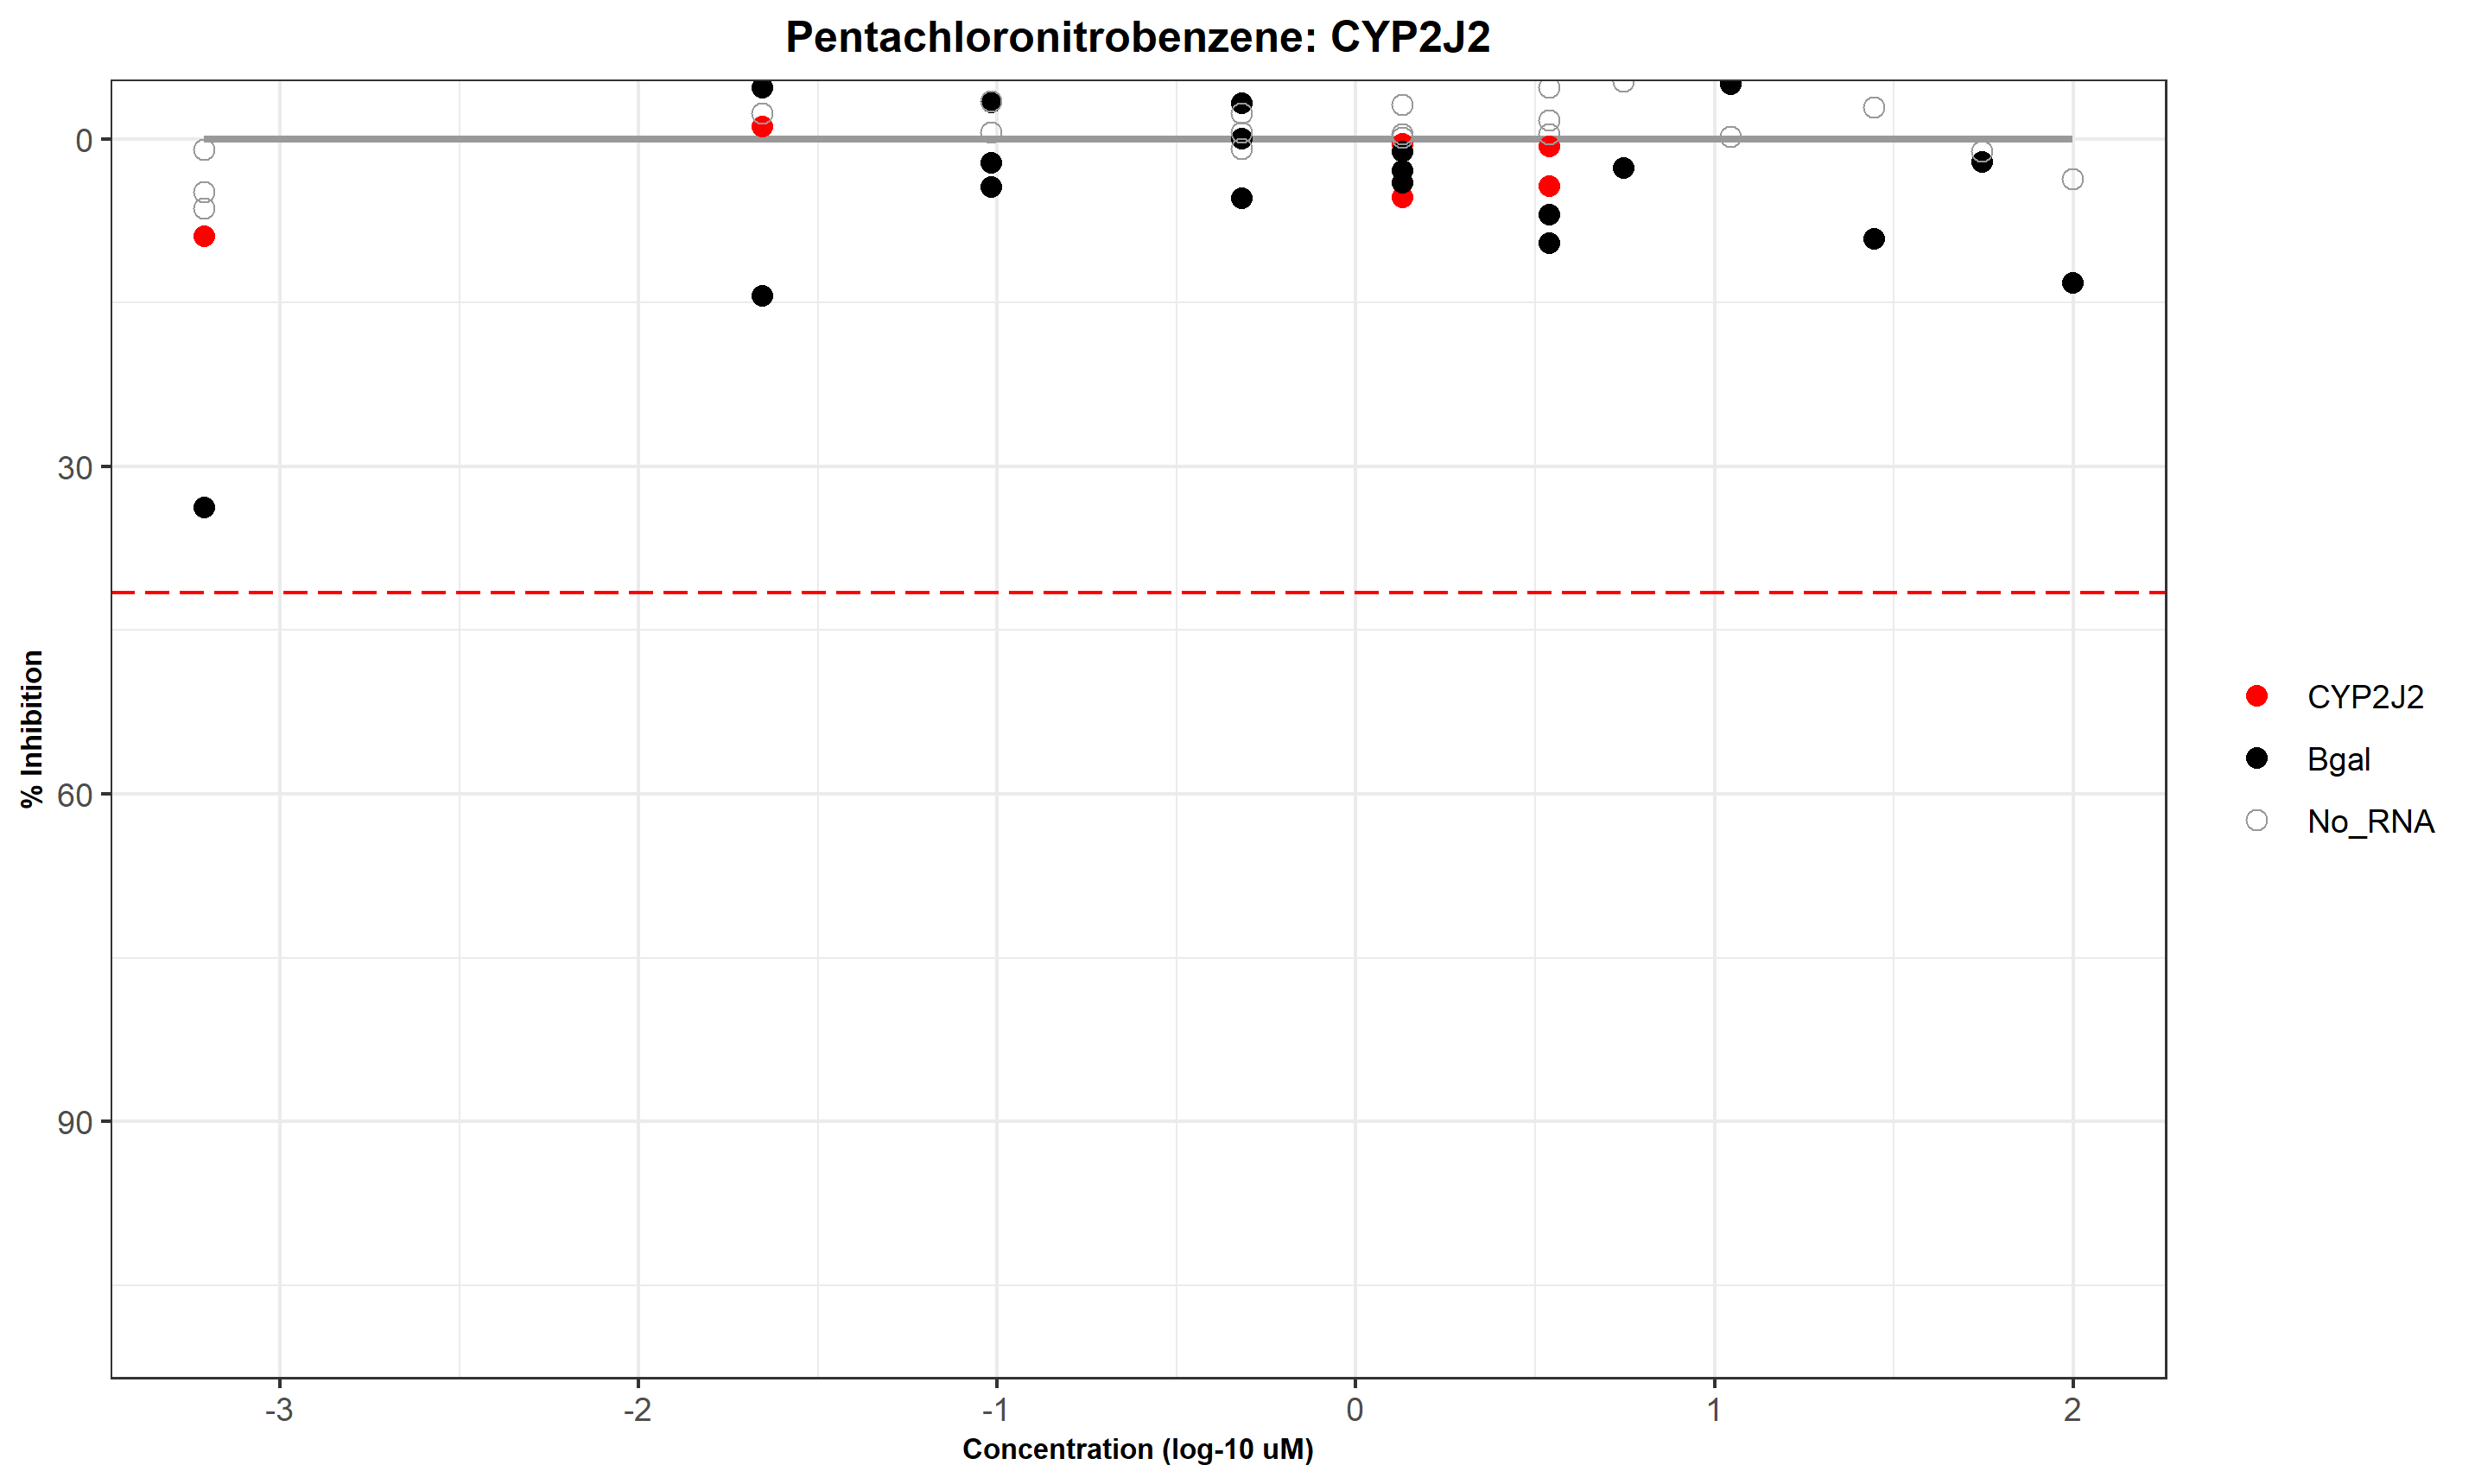 Pentachloronitrobenzene: CYP2J2
0
30
60
90
% Inhibition
-3
-2
-1
0
1
2
Concentration (log-10 uM)
CYP2J2
Bgal
No_RNA